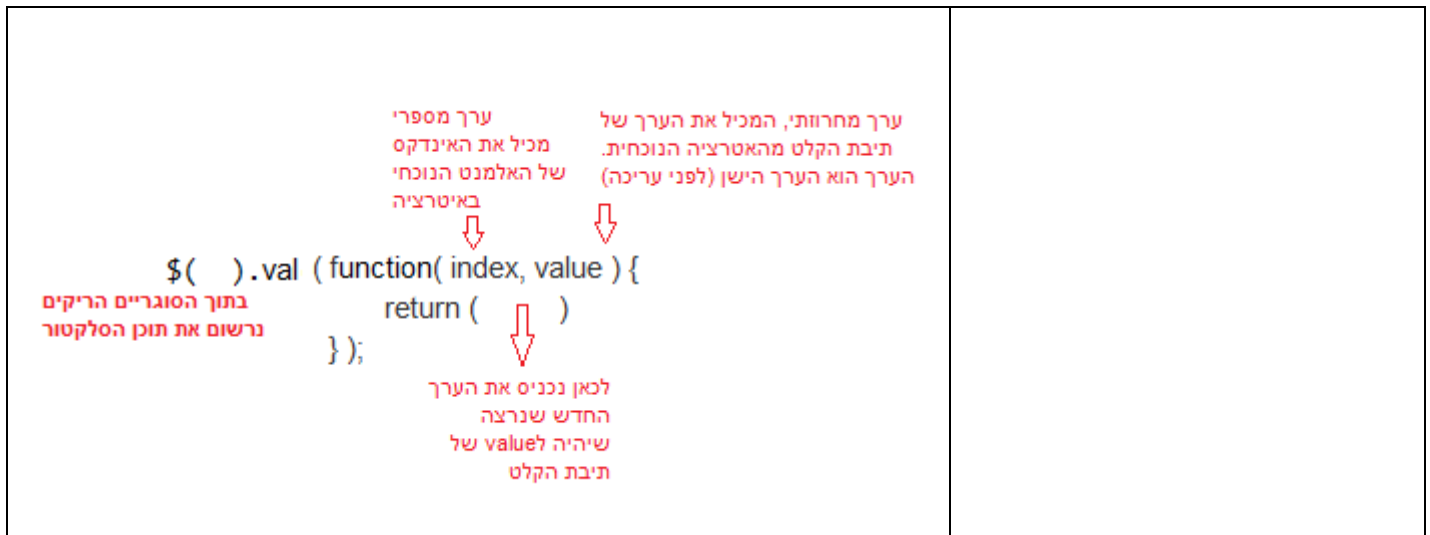 ערך מספרי
מכיל את האינדקס
של האלמנט הנוכחי
באיטרציה
ערך מחרוזתי, המכיל את הערך של
תיבת הקלט מהאטרציה הנוכחית.
הערך הוא הערך הישן (לפני עריכה)
$(   ).val ( function( index, value ) {
return (      )
} );
בתוך הסוגריים הריקים
נרשום את תוכן הסלקטור
לכאן נכניס את הערך
החדש שנרצה
שיהיה לvalue של
תיבת הקלט